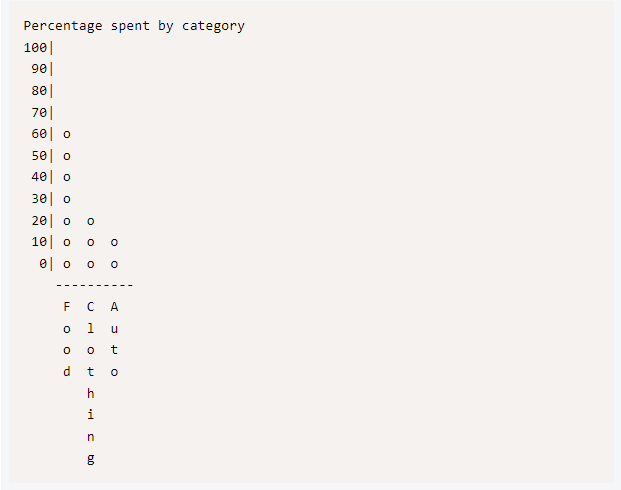 Percentage spent by category
100|
 90|
 80|
 70|
 60| o
 50| o
 40| o
 30| o
 20| o  o
 10| o  o  o
  0| o  o  o
    ----------
     F  C  A
     o  l  u
     o  o  t
     d  t  o
        h
        i
        n
        g